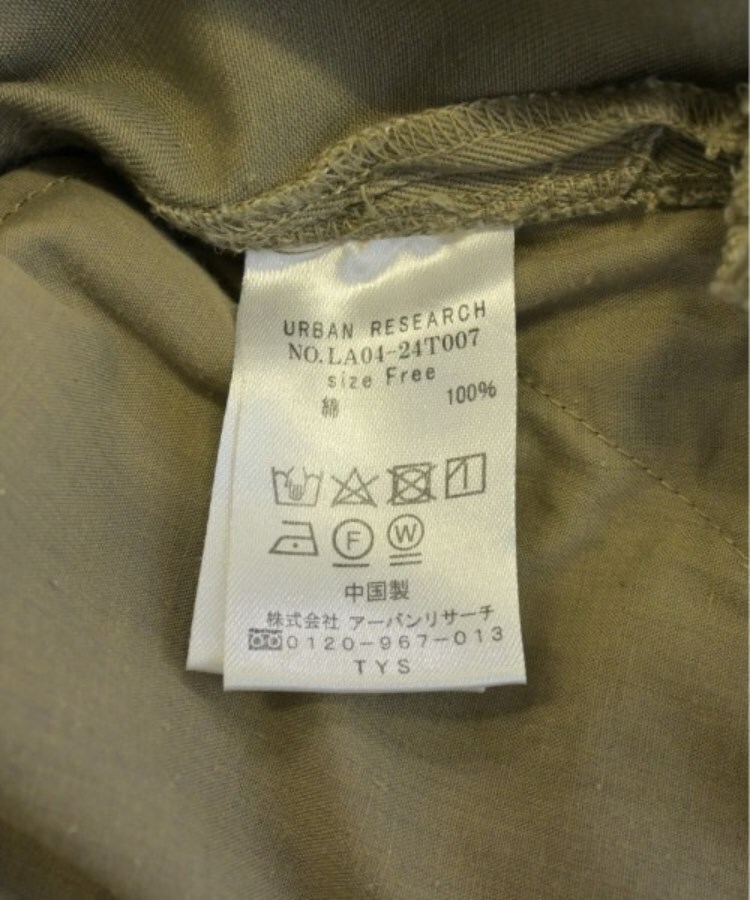 URBAN RESEARCH
NO.LA04-24T007
size Free
綿 100%
F W
中国製
株式会社 アーバンリサーチ
0120-967-013
TYS